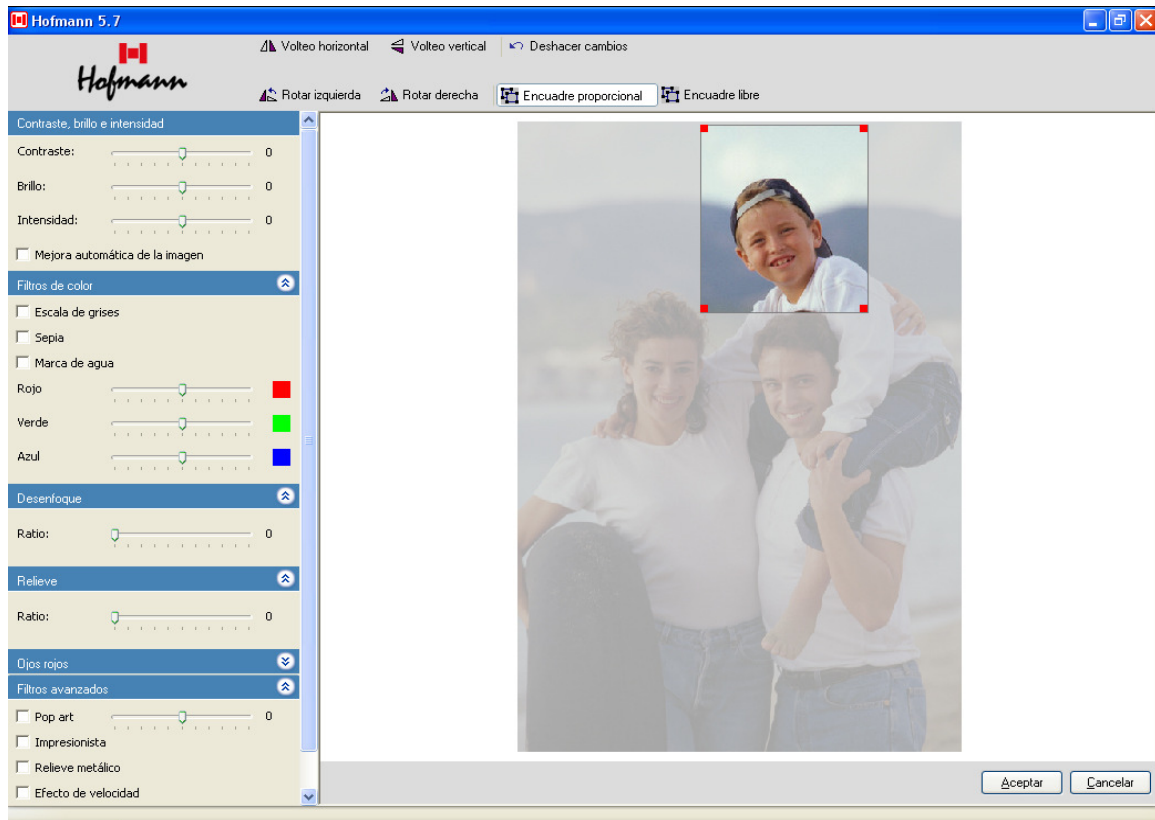 Hofmann 5.7
Hofmann
Volteo horizontal Volteo vertical Deshacer cambios
Rotar izquierda Rotar derecha Encuadre proporcional Encuadre libre
Contraste, brillo e intensidad
Contraste: 0
Brillo: 0
Intensidad: 0
Mejora automática de la imagen
Filtros de color
Escala de grises
Sepia
Marca de agua
Rojo
Verde
Azul
Desenfoque
Ratio: 0
Relieve
Ratio: 0
Ojos rojos
Filtros avanzados
Pop art 0
Impresionista
Relieve metálico
Efecto de velocidad
Aceptar Cancelar